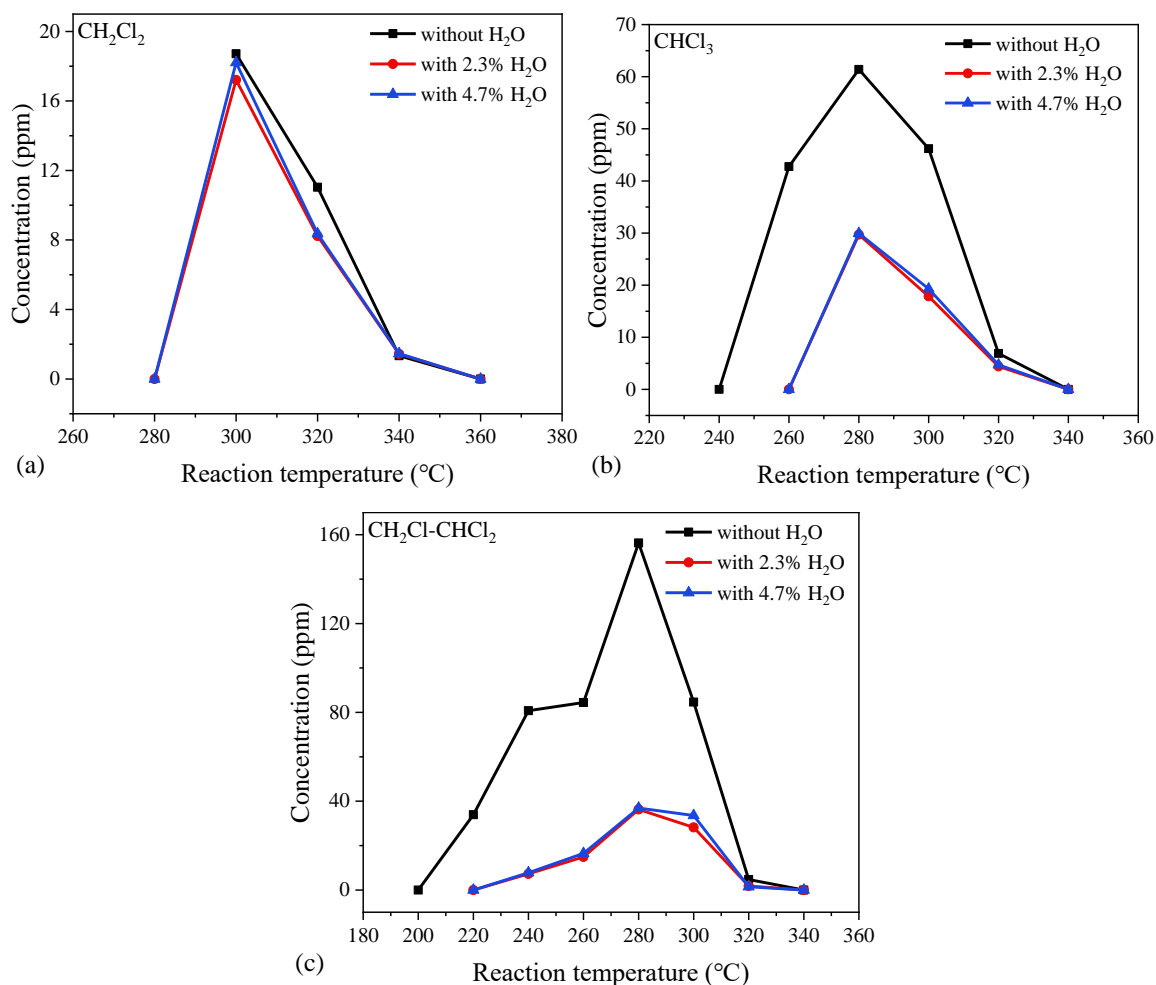 CH₂Cl₂
without H₂O
with 2.3% H₂O
with 4.7% H₂O
20
16
12
8
4
0
Concentration (ppm)
260 280 300 320 340 360 380
Reaction temperature (°C)
(a)
CHCl₃
without H₂O
with 2.3% H₂O
with 4.7% H₂O
70
60
50
40
30
20
10
0
Concentration (ppm)
220 240 260 280 300 320 340 360
Reaction temperature (°C)
(b)
CH₂Cl-CHCl₂
without H₂O
with 2.3% H₂O
with 4.7% H₂O
160
120
80
40
0
Concentration (ppm)
180 200 220 240 260 280 300 320 340 360
Reaction temperature (°C)
(c)